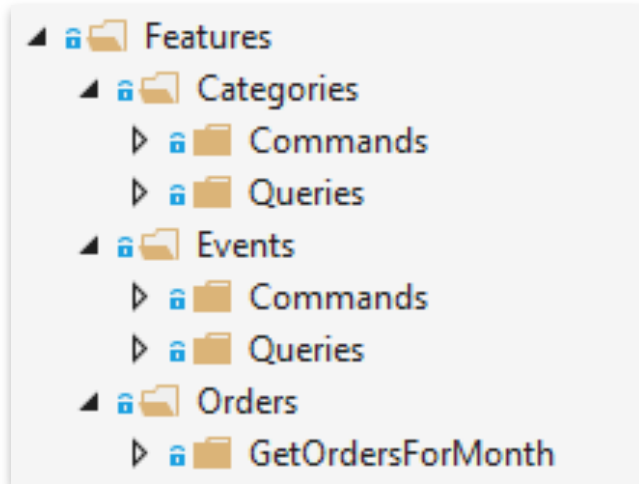 Features
Categories
Commands
Queries
Events
Commands
Queries
Orders
GetOrdersForMonth